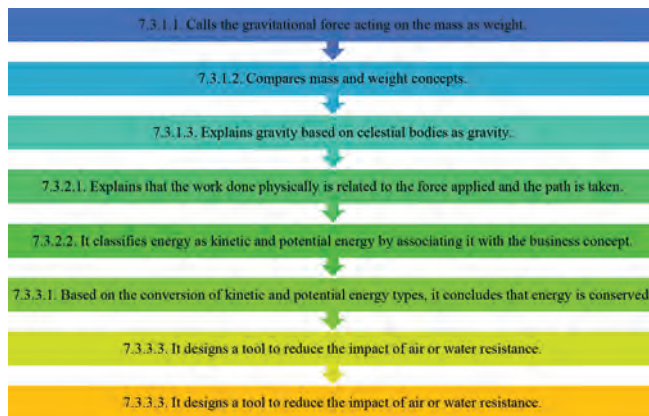 7.3.1.1. Calls the gravitational force acting on the mass as weight.
7.3.1.2. Compares mass and weight concepts.
7.3.1.3. Explains gravity based on celestial bodies as gravity.
7.3.2.1. Explains that the work done physically is related to the force applied and the path is taken.
7.3.2.2. It classifies energy as kinetic and potential energy by associating it with the business concept.
7.3.3.1. Based on the conversion of kinetic and potential energy types, it concludes that energy is conserved
7.3.3.3. It designs a tool to reduce the impact of air or water resistance.
7.3.3.3. It designs a tool to reduce the impact of air or water resistance.